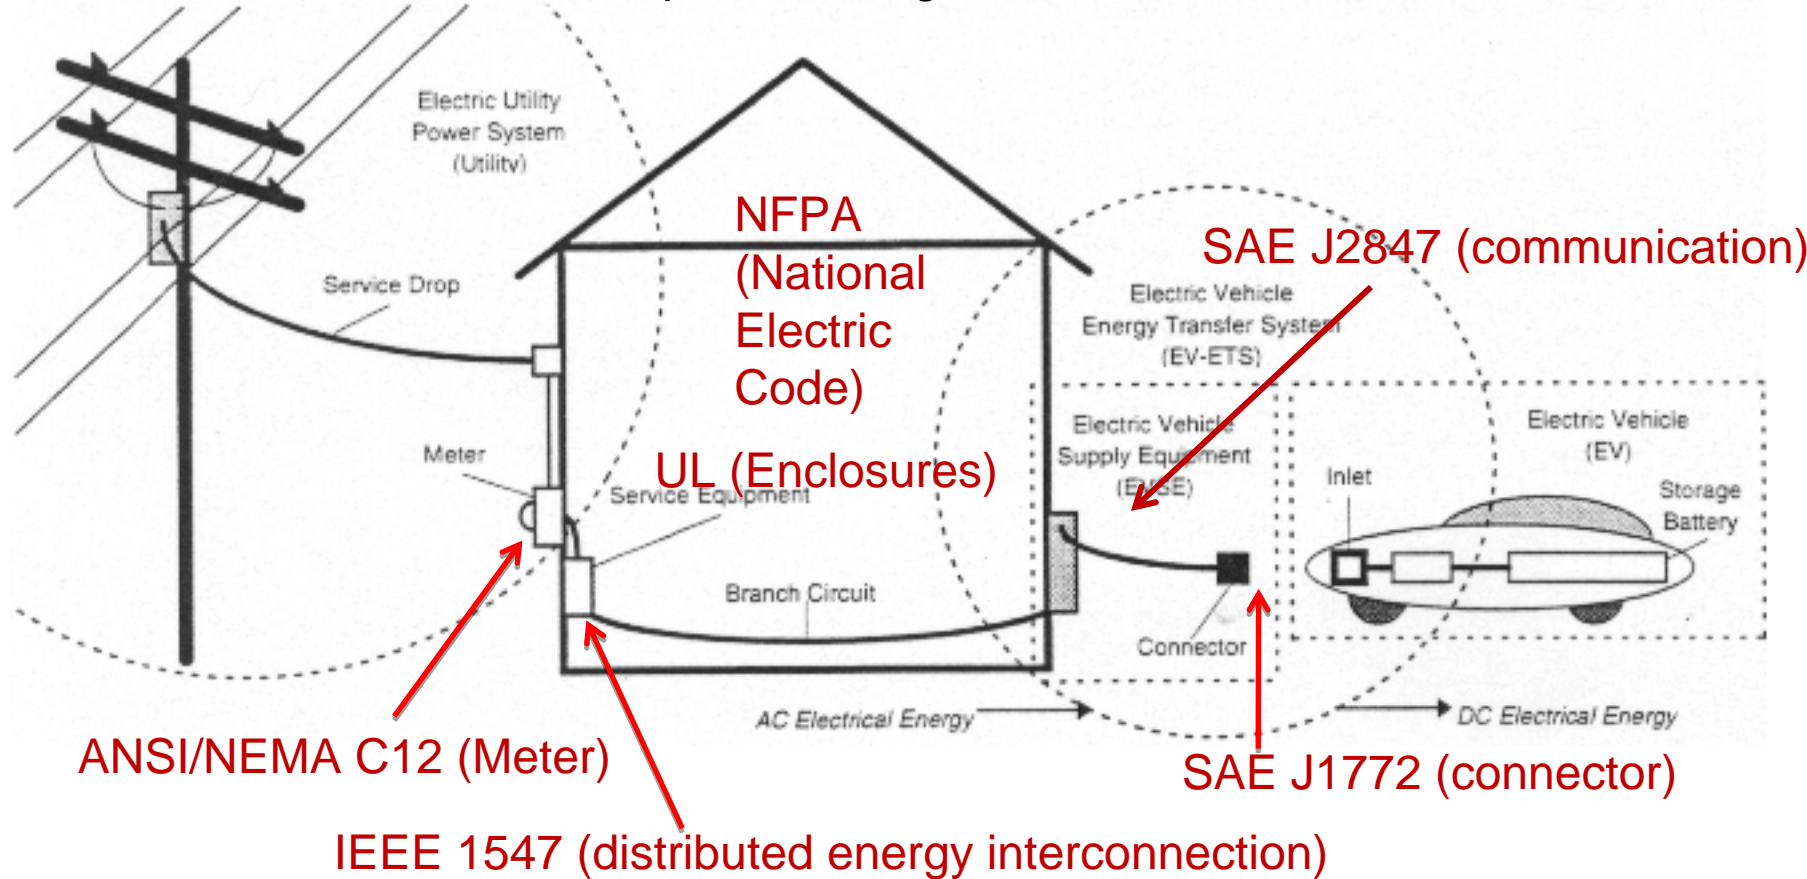 Electric Utility
Power System
(Utility)
NFPA
(National
Electric
Code)
SAE J2847 (communication)
Service Drop
Electric Vehicle
Energy Transfer System
(EV-ETS)
Electric Vehicle
Supply Equipment
(EVSE)
Electric Vehicle
(EV)
Meter
UL (Enclosures)
Service Equipment
Inlet
Storage
Battery
Branch Circuit
Connector
AC Electrical Energy
DC Electrical Energy
ANSI/NEMA C12 (Meter)
SAE J1772 (connector)
IEEE 1547 (distributed energy interconnection)